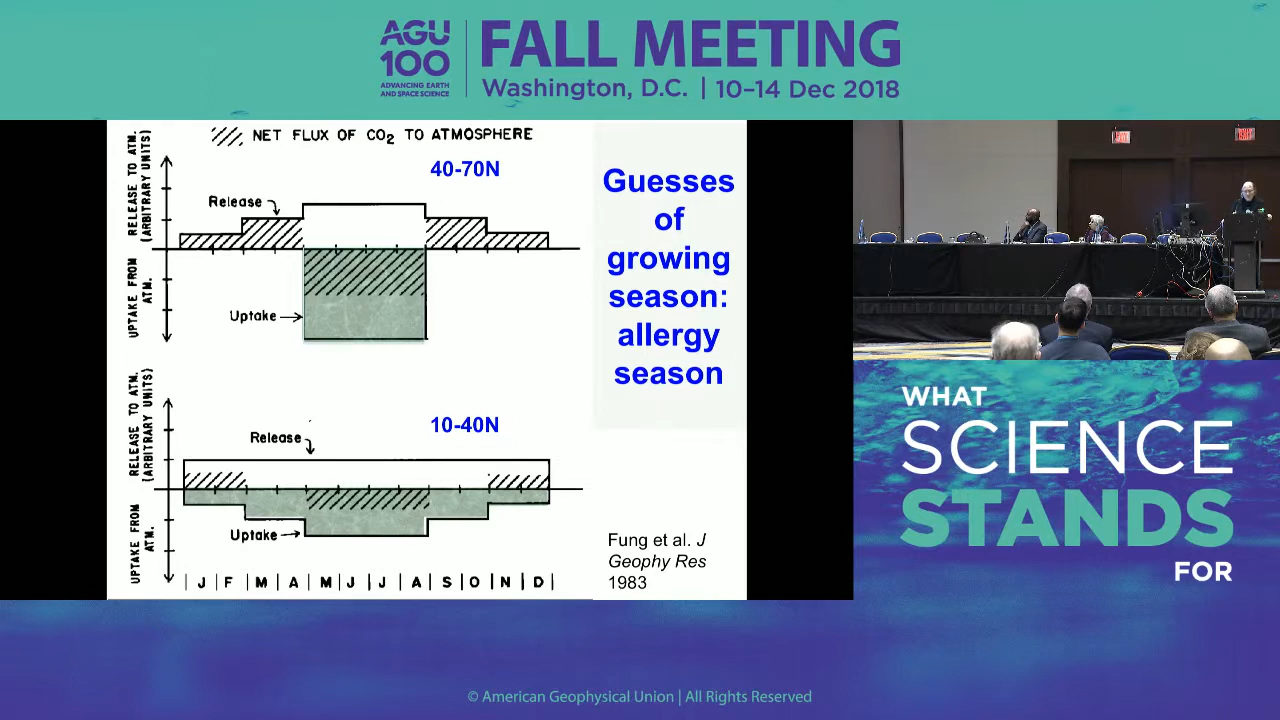 AGU
100
ADVANCING EARTH
AND SPACE SCIENCE
FALL MEETING
Washington, D.C. | 10–14 Dec 2018
NET FLUX OF CO2 TO ATMOSPHERE
40-70N
RELEASE TO ATM.
(ARBITRARY UNITS)
Release
UPTAKE FROM
ATM.
Uptake
Guesses
of
growing
season:
allergy
season
10-40N
RELEASE TO ATM.
(ARBITRARY UNITS)
Release
UPTAKE FROM
ATM.
Uptake
J F M A M J J A S O N D
Fung et al. J
Geophy Res
1983
WHAT
SCIENCE
STANDS
FOR
© American Geophysical Union | All Rights Reserved